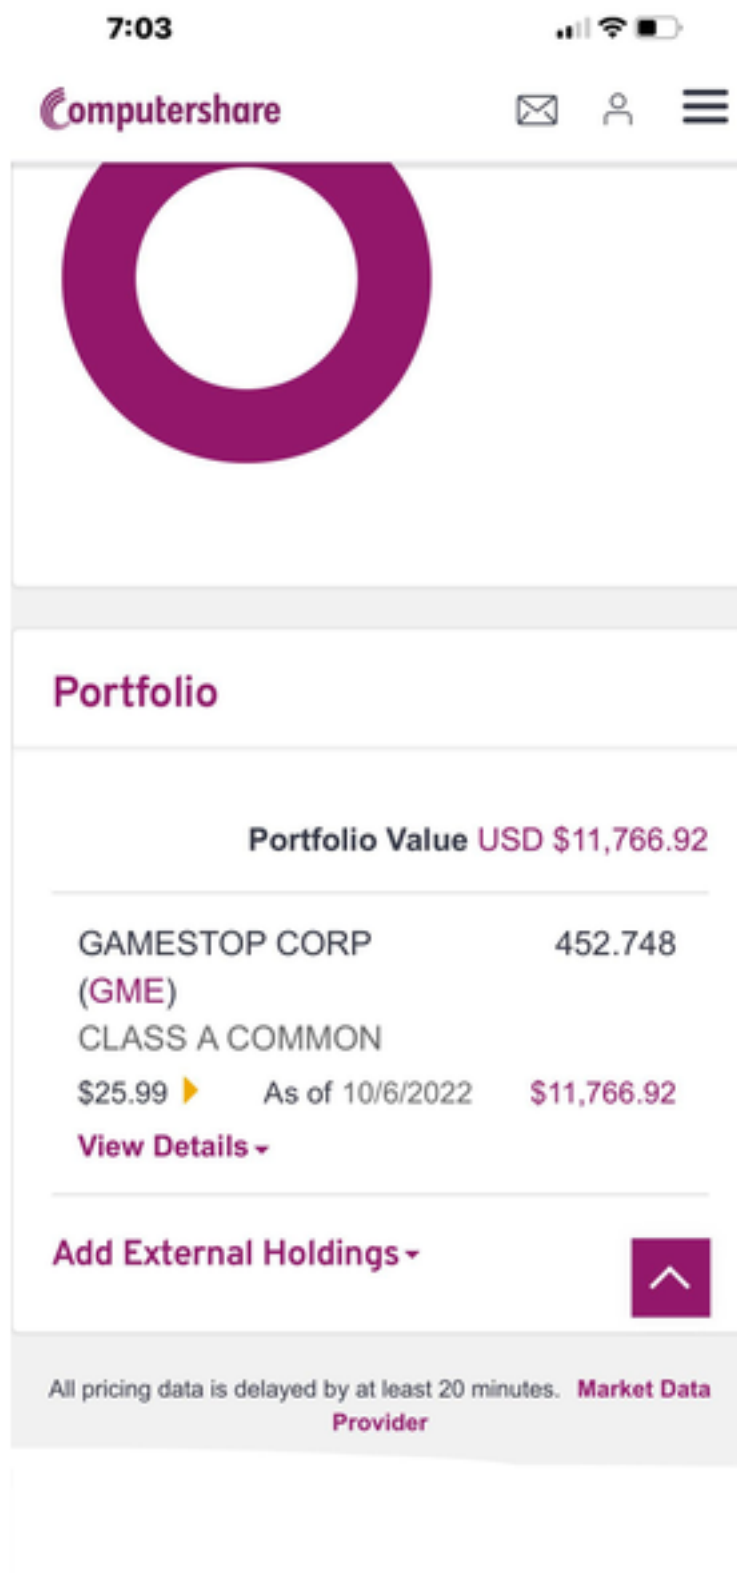 7:03
Computershare
Portfolio
Portfolio Value USD $11,766.92
GAMESTOP CORP 452.748
(GME)
CLASS A COMMON
$25.99 As of 10/6/2022 $11,766.92
View Details
Add External Holdings
All pricing data is delayed by at least 20 minutes. Market Data
Provider